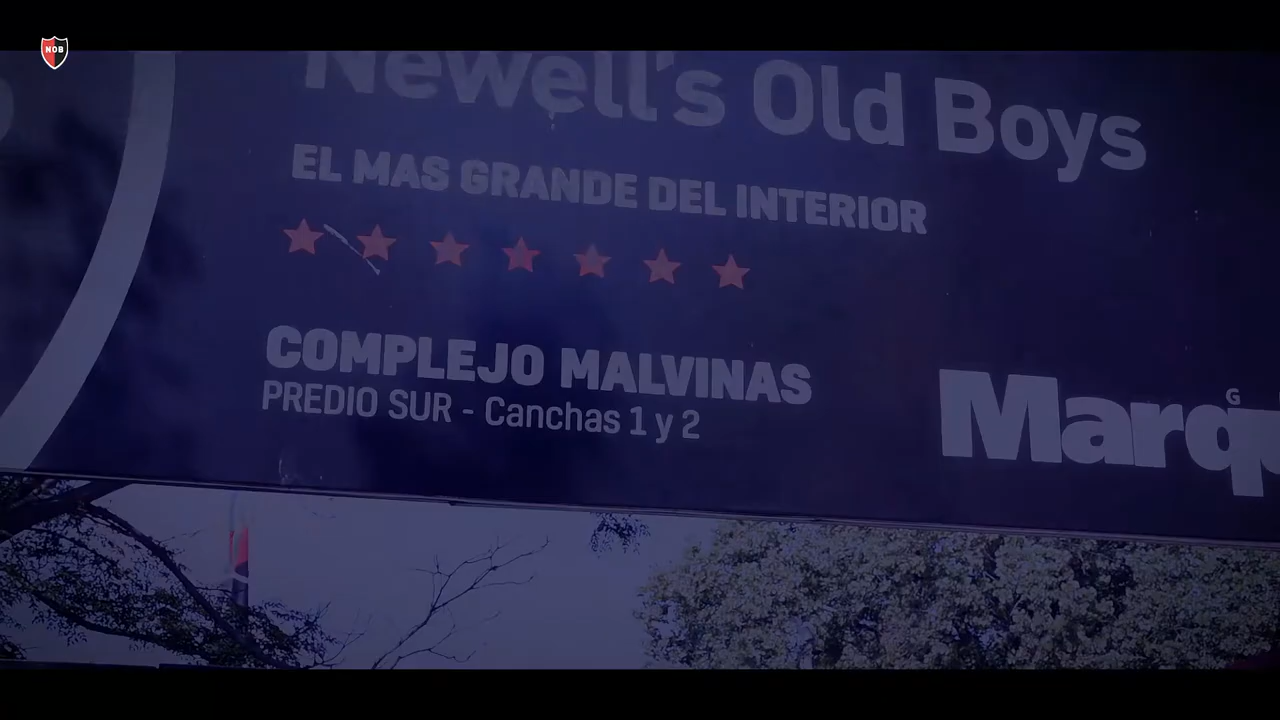 NOB
Newell's Old Boys
EL MAS GRANDE DEL INTERIOR
COMPLEJO MALVINAS
PREDIO SUR - Canchas 1 y 2
G
Marq